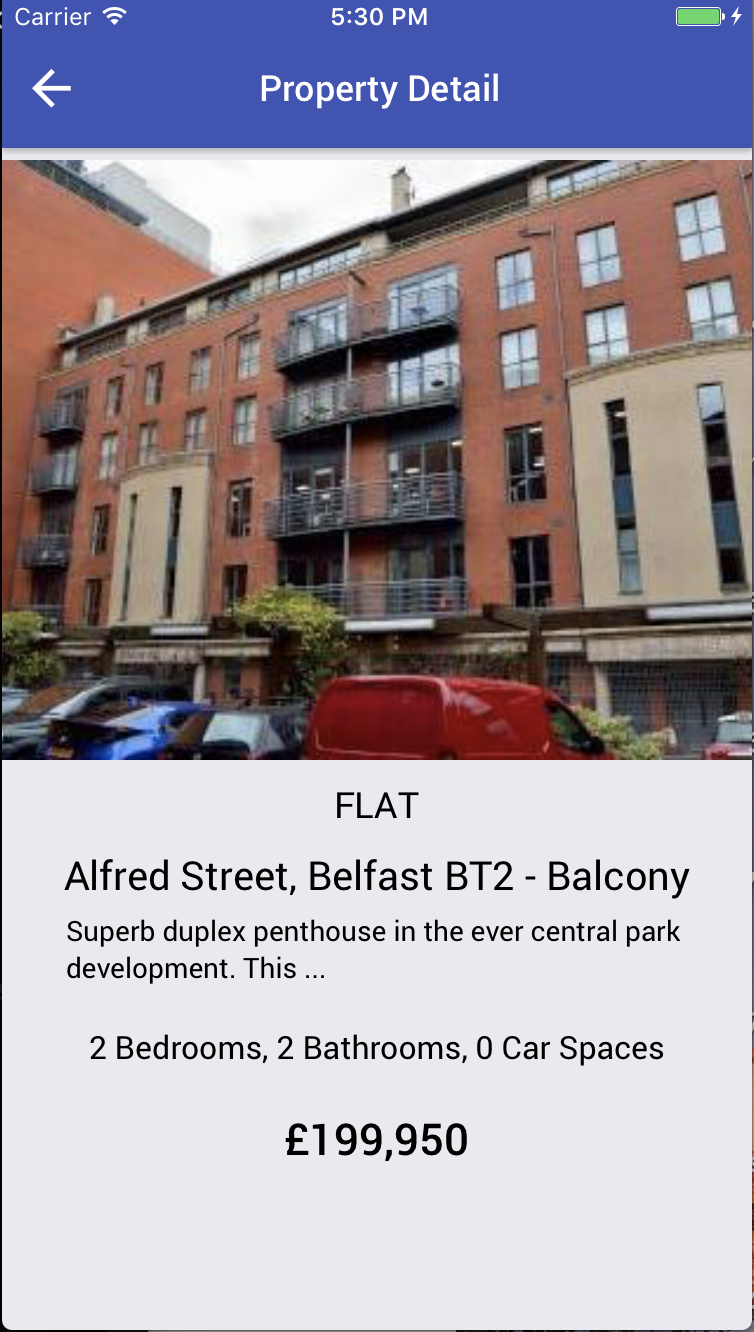 Carrier 5:30 PM
Property Detail
FLAT
Alfred Street, Belfast BT2 - Balcony
Superb duplex penthouse in the ever central park
development. This ...
2 Bedrooms, 2 Bathrooms, 0 Car Spaces
£199,950